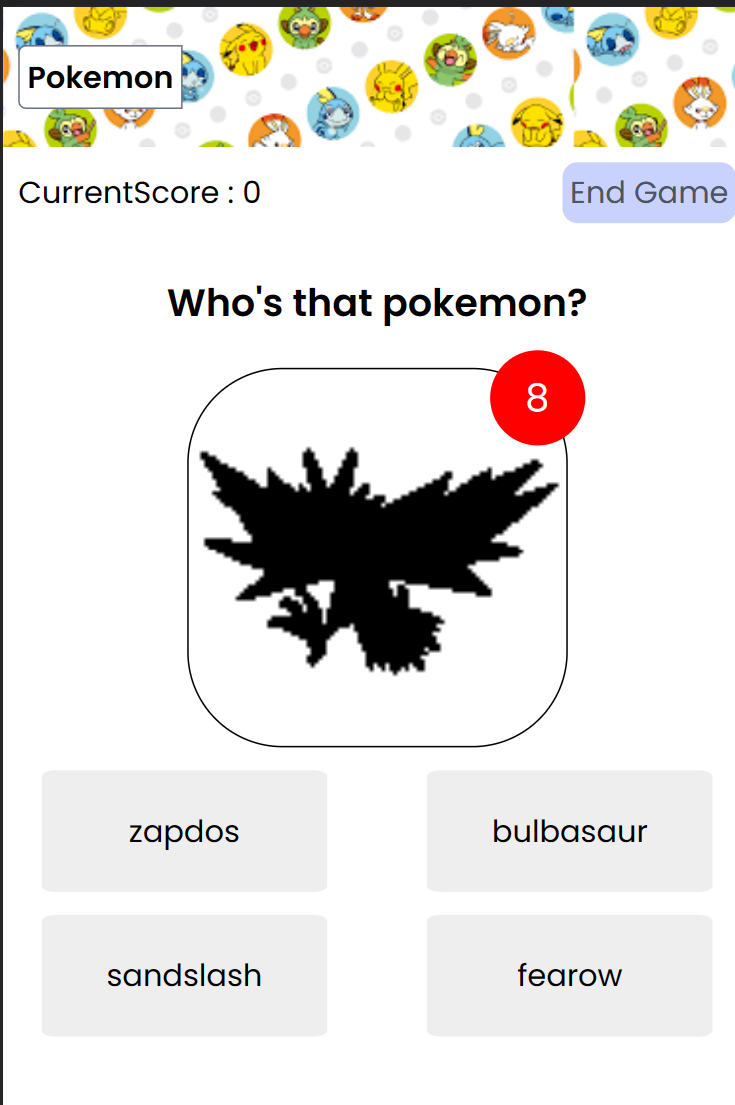 Pokemon
CurrentScore : 0
End Game
Who's that pokemon?
8
zapdos
bulbasaur
sandslash
fearow